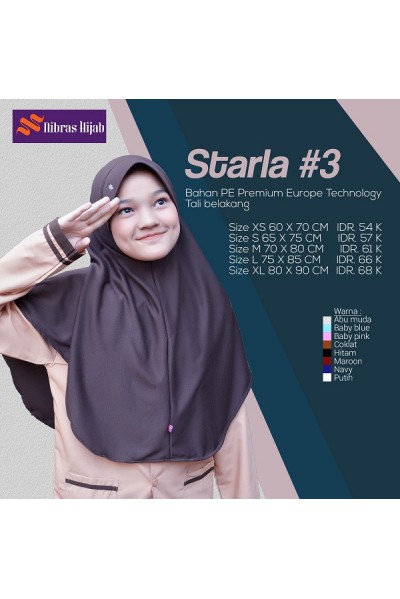 Nibras Hijab
Starla #3
Bahan PE Premium Europe Technology
Tali belakang
Size XS 60 X 70 CM IDR. 54 K
Size S 65 X 75 CM IDR. 57 K
Size M 70 X 80 CM IDR. 61 K
Size L 75 X 85 CM IDR. 66 K
Size XL 80 X 90 CM IDR. 68 K
Warna :
Abu muda
Baby blue
Baby pink
Coklat
Hitam
Maroon
Navy
Putih